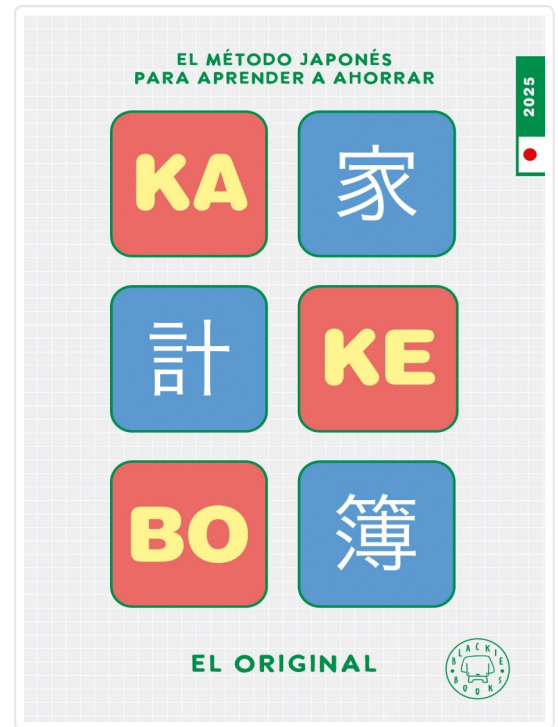 EL MÉTODO JAPONÉS
PARA APRENDER A AHORRAR
2025
KA 家
計 KE
BO 簿
EL ORIGINAL
BLACKIE BOOKS